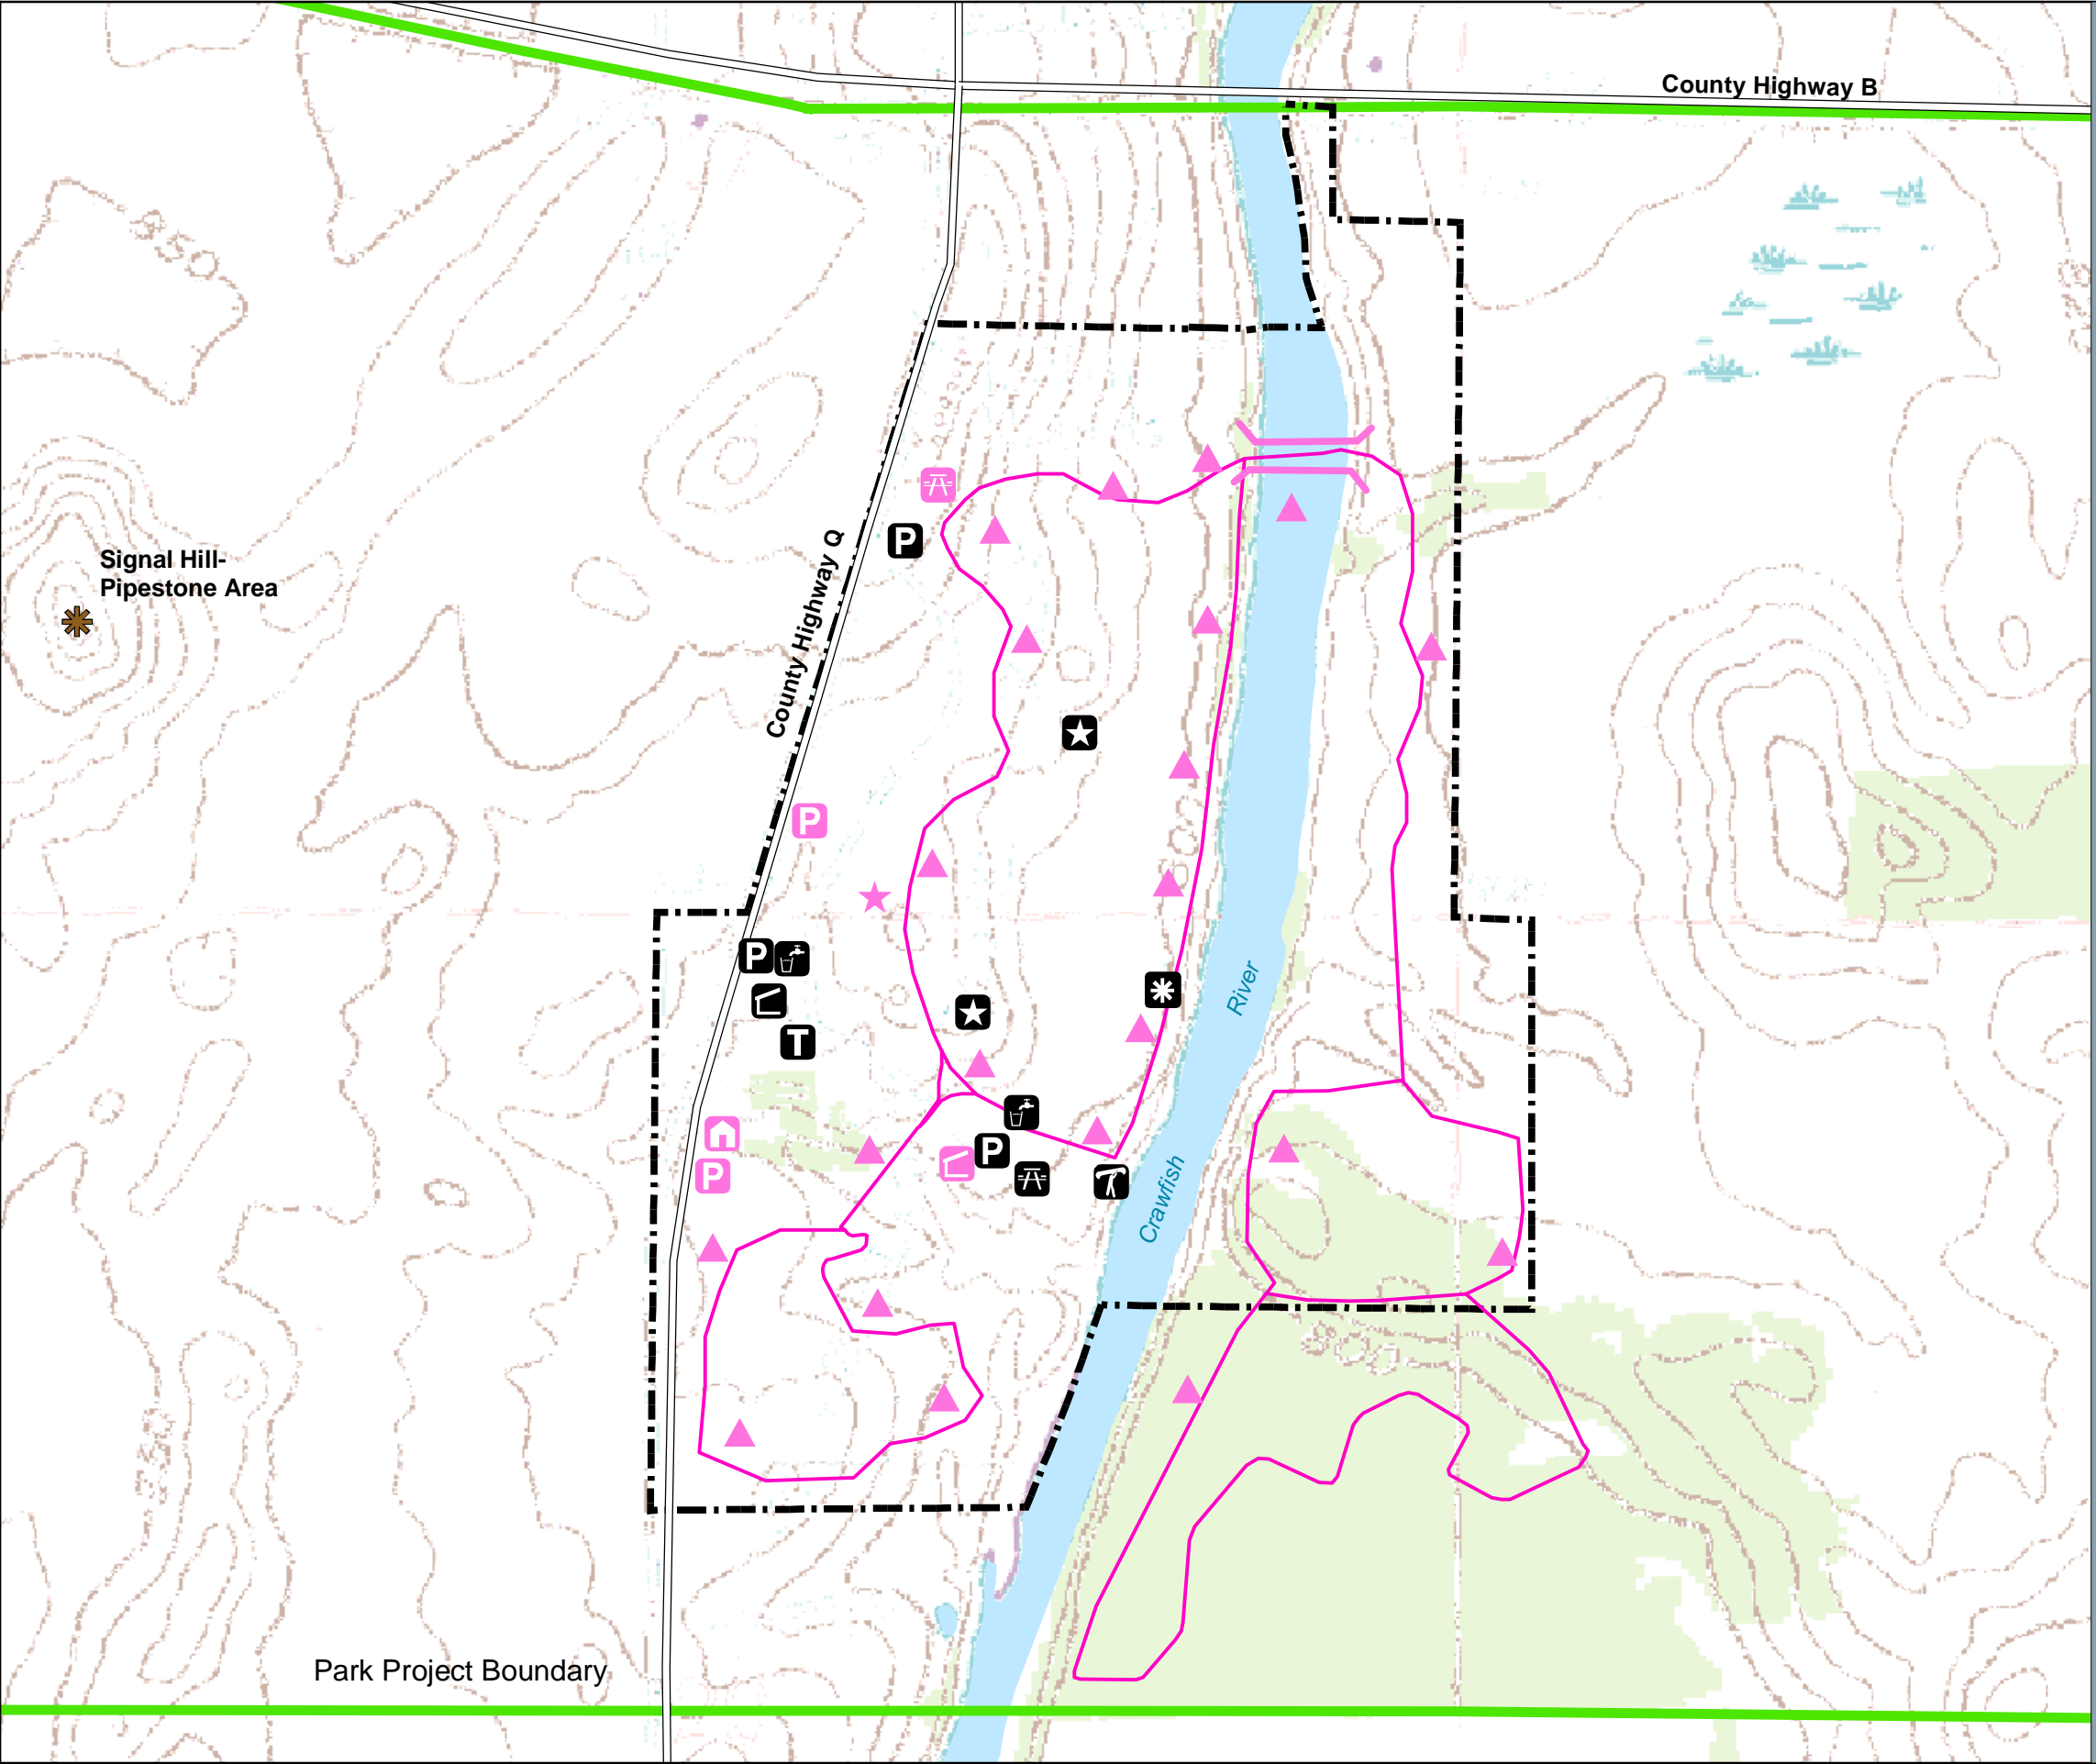 County Highway B
Signal Hill-
Pipestone Area
County Highway Q
P
P
P
T
River
P
P
Crawfish
Park Project Boundary